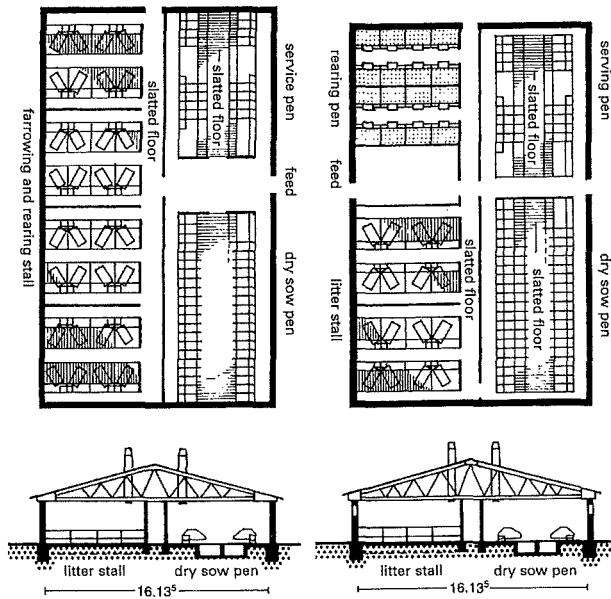 farrowing and rearing stall
slatted floor
service pen
slatted floor
feed
dry sow pen
rearing pen
feed
litter stall
slatted floor
serving pen
slatted floor
slatted floor
dry sow pen
litter stall
dry sow pen
16.13⁵
litter stall
dry sow pen
16.13⁵